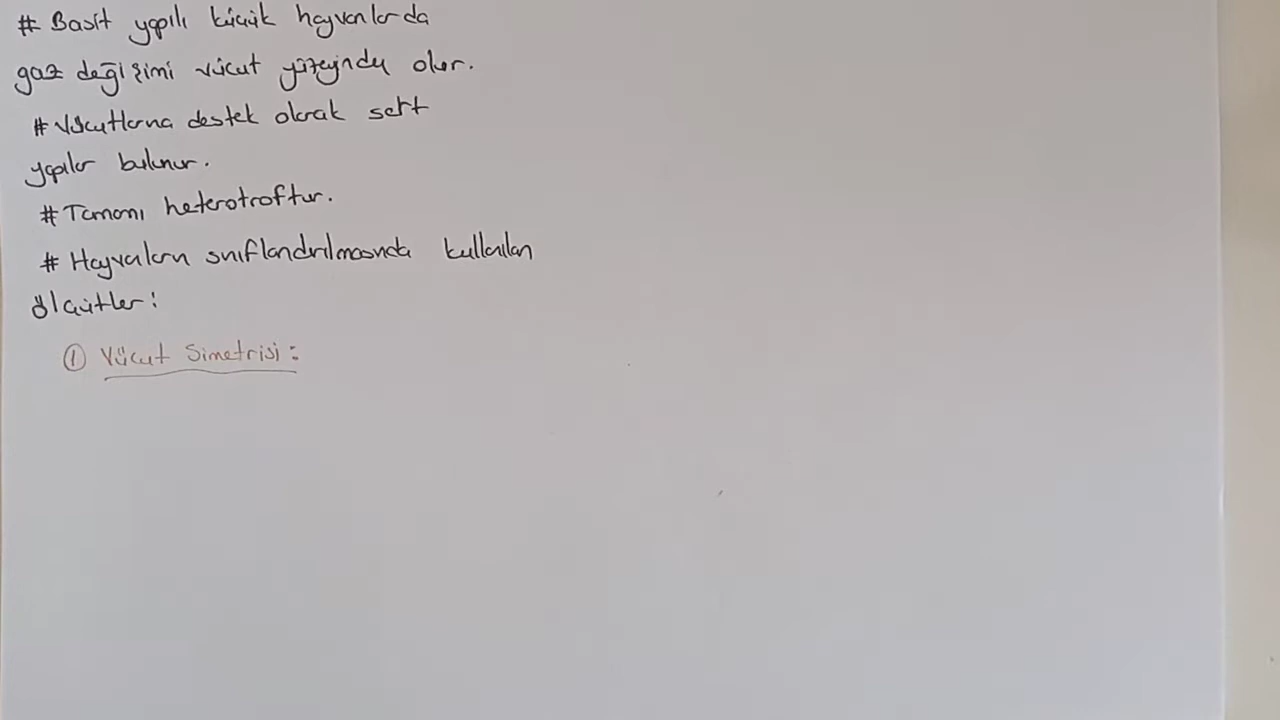 # Basit yapılı küçük hayvanlarda
gaz değişimi vücut yüzeyinden olur.
# Vücutlarına destek olarak sert
yapılar bulunur.
# Tamamı heterotroftur.
# Hayvanların sınıflandırılmasında kullanılan
ölçütler:
① Vücut Simetrisi: